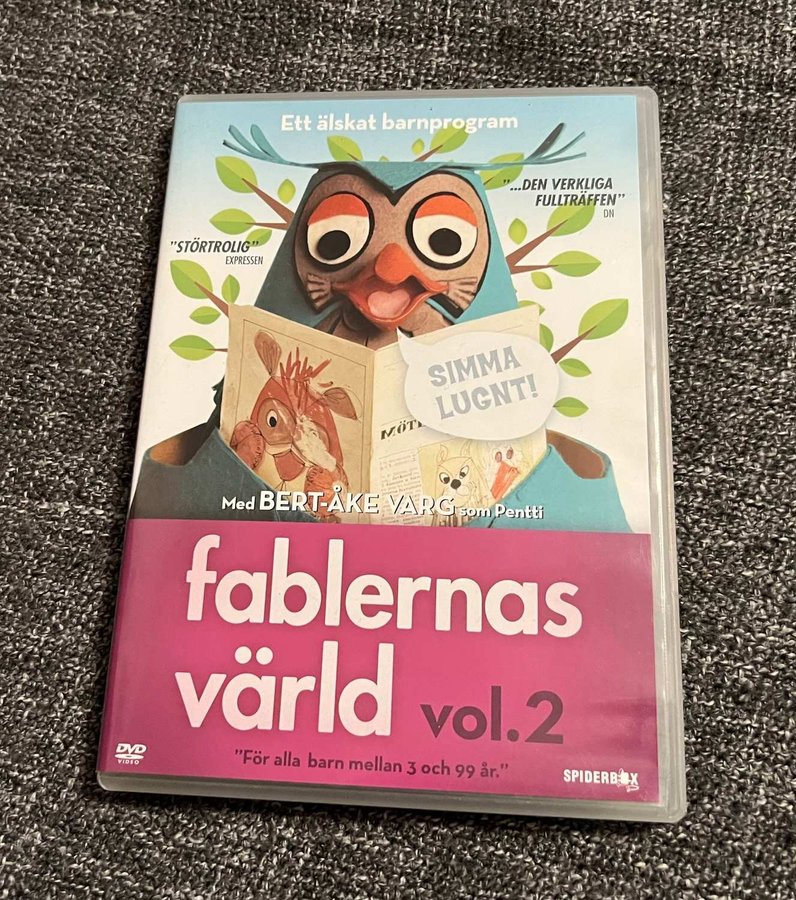 Ett älskat barnprogram
"...DEN VERKLIGA
FULLTRÄFFEN"
DN
"STÖRTROLIG"
EXPRESSEN
SIMMA
LUGNT!
MÖT
Med BERT-ÅKE VARG som Pentti
fablernas
värld vol.2
DVD
VIDEO
"För alla barn mellan 3 och 99 år."
SPIDERBOX